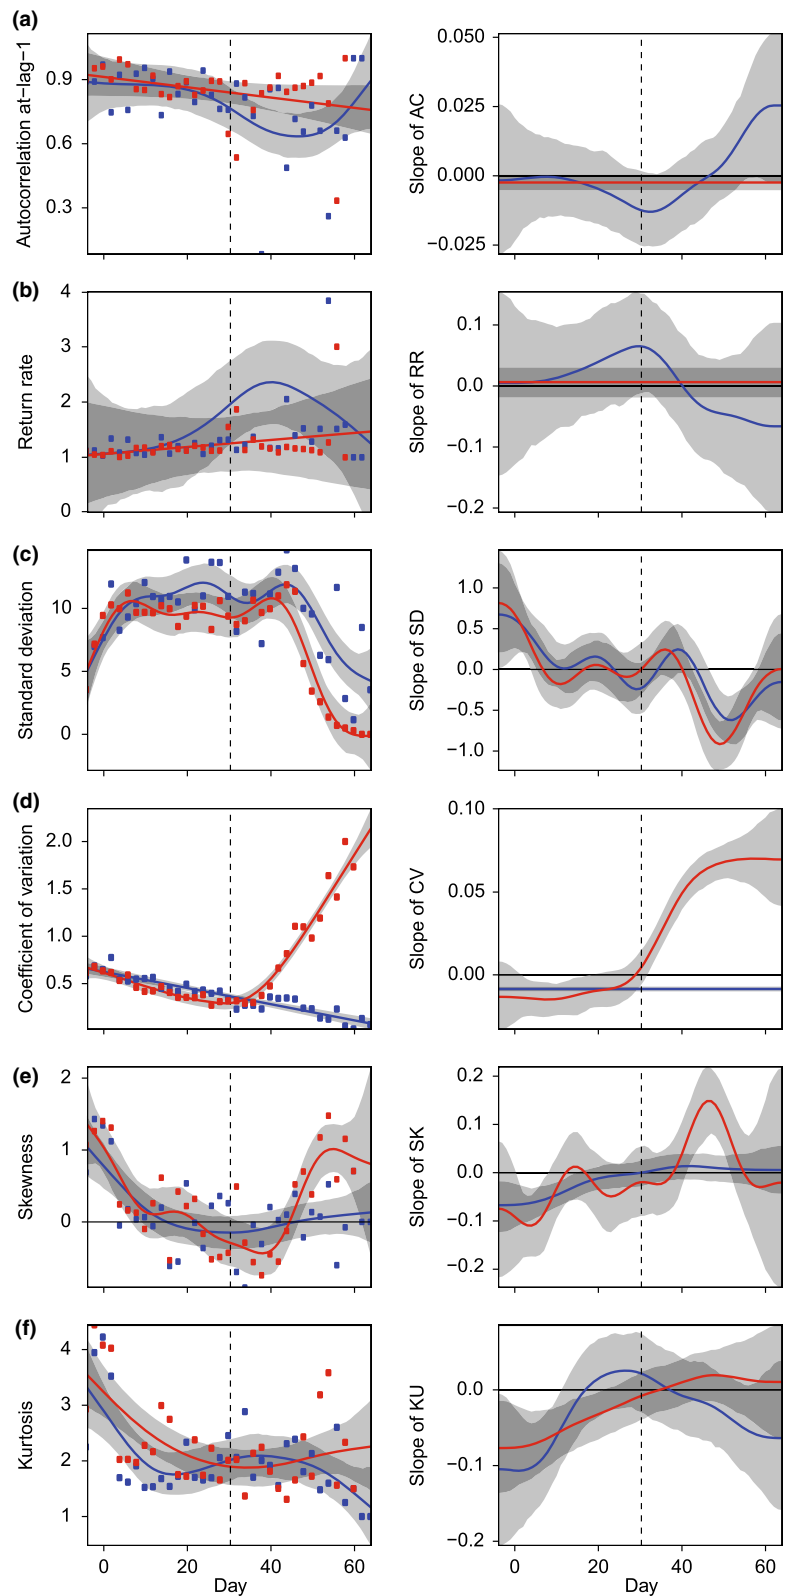 (a)
Autocorrelation at−lag−1
0.9
0.6
0.3
Slope of AC
0.050
0.025
0.000
−0.025
(b)
Return rate
4
3
2
1
0
Slope of RR
0.1
0.0
−0.1
−0.2
(c)
Standard deviation
10
5
0
Slope of SD
1.0
0.5
0.0
−0.5
−1.0
(d)
Coefficient of variation
2.0
1.5
1.0
0.5
Slope of CV
0.10
0.05
0.00
(e)
Skewness
2
1
0
Slope of SK
0.2
0.1
0.0
−0.1
−0.2
(f)
Kurtosis
4
3
2
1
0 20 40 60
Day
Slope of KU
0.0
−0.1
−0.2
0 20 40 60
Day